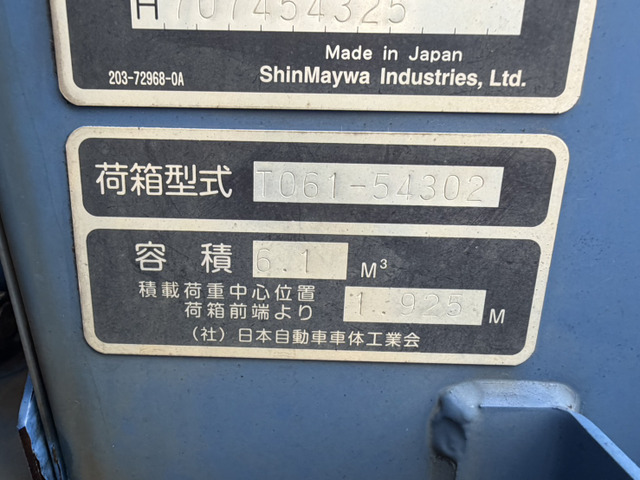 H 707454325
Made in Japan
203-72968-0A ShinMaywa Industries, Ltd.
荷箱型式 T061-54302
容積 6.1 M³
積載荷重中心位置
荷箱前端より 1.925 M
(社)日本自動車車体工業会